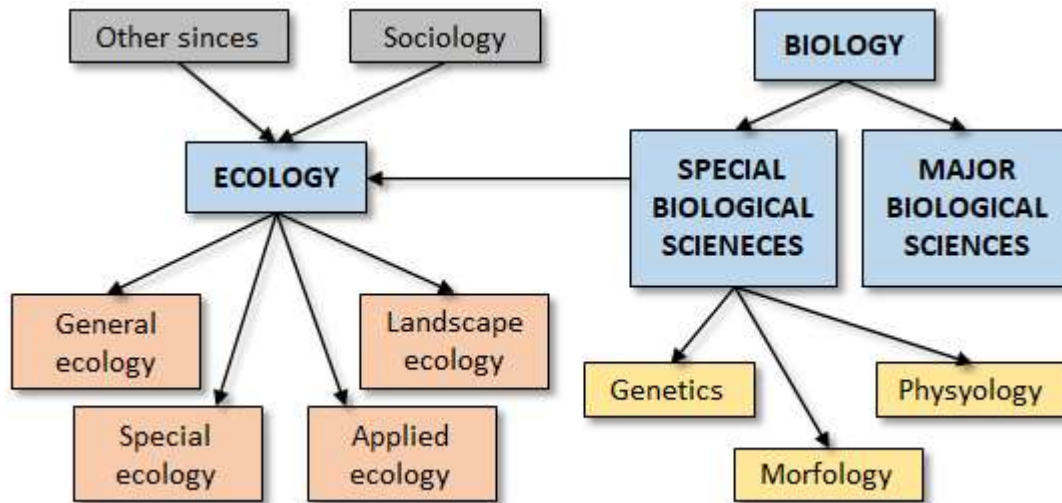 Other sinces
Sociology
BIOLOGY
ECOLOGY
SPECIAL
BIOLOGICAL
SCIENECES
MAJOR
BIOLOGICAL
SCIENCES
General
ecology
Landscape
ecology
Special
ecology
Applied
ecology
Genetics
Physyology
Morfology